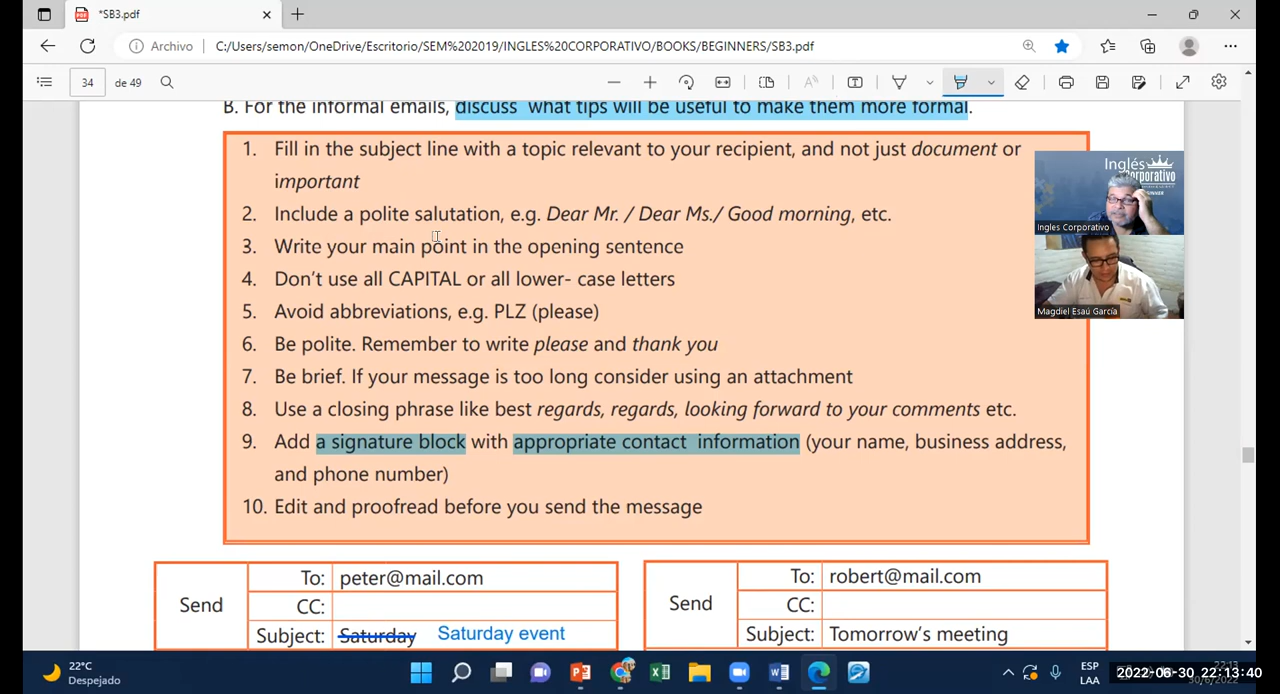 *SB3.pdf
Archivo C:/Users/semon/OneDrive/Escritorio/SEM%202019/INGLES%20CORPORATIVO/BOOKS/BEGINNERS/SB3.pdf
34 de 49
B. For the informal emails, discuss what tips will be useful to make them more formal.
1. Fill in the subject line with a topic relevant to your recipient, and not just document or
important
2. Include a polite salutation, e.g. Dear Mr. / Dear Ms./ Good morning, etc.
3. Write your main point in the opening sentence
4. Don't use all CAPITAL or all lower- case letters
5. Avoid abbreviations, e.g. PLZ (please)
6. Be polite. Remember to write please and thank you
7. Be brief. If your message is too long consider using an attachment
8. Use a closing phrase like best regards, regards, looking forward to your comments etc.
9. Add a signature block with appropriate contact information (your name, business address,
and phone number)
10. Edit and proofread before you send the message
Inglés
Corporativo
Ingles Corporativo
Magdiel Esaú García
Send
To: peter@mail.com
CC:
Subject: Saturday Saturday event
Send
To: robert@mail.com
CC:
Subject: Tomorrow's meeting
22°C
Despejado
ESP
LAA
2022-06-30 22:13:40